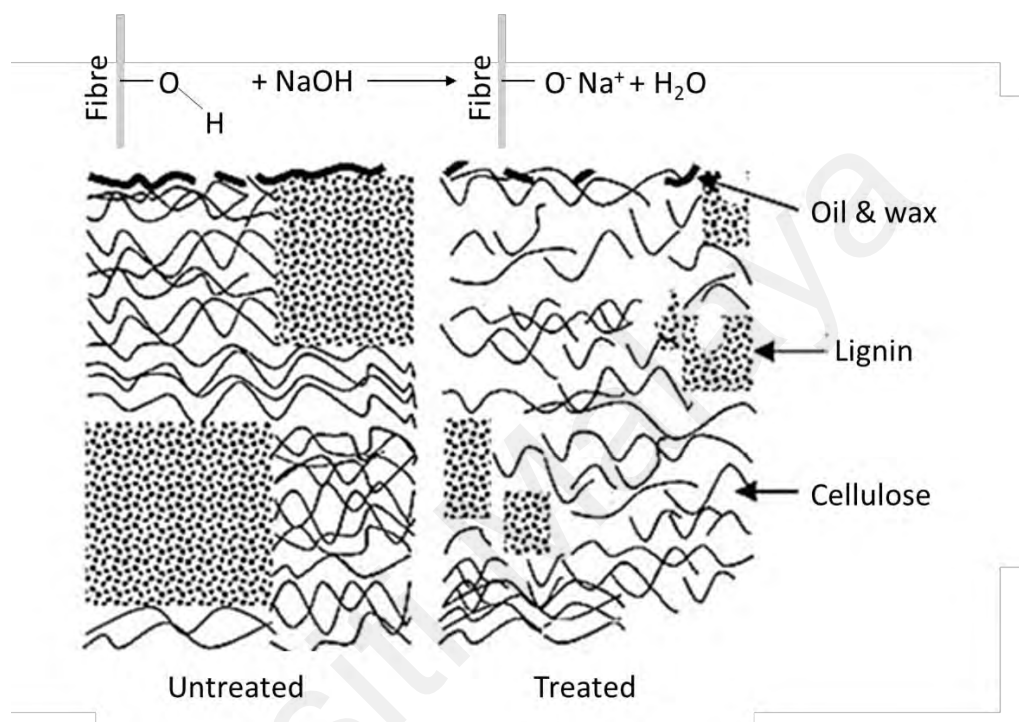 Fibre —O H + NaOH → Fibre — O⁻ Na⁺ + H₂O
Oil & wax
Lignin
Cellulose
Untreated Treated